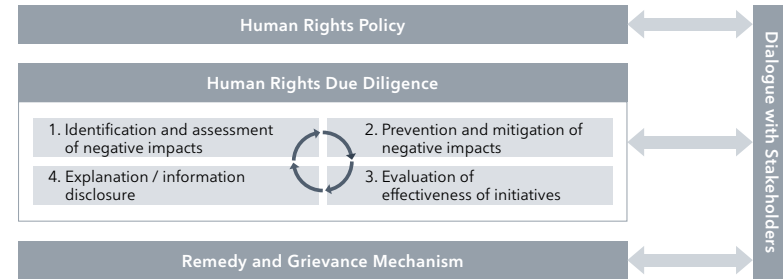 Human Rights Policy
Human Rights Due Diligence
1. Identification and assessment
of negative impacts
2. Prevention and mitigation of
negative impacts
4. Explanation / information
disclosure
3. Evaluation of
effectiveness of initiatives
Remedy and Grievance Mechanism
Dialogue with Stakeholders